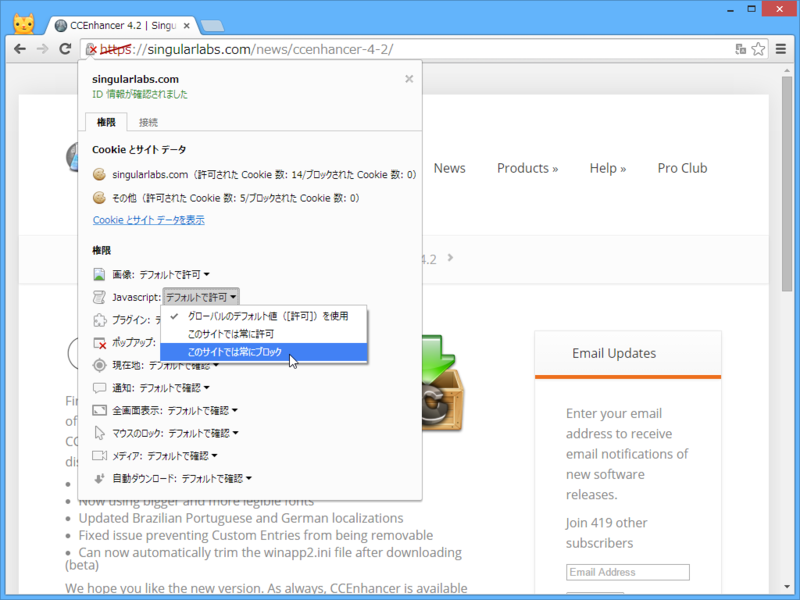 CCEnhancer 4.2 | Singu
https://singularlabs.com/news/ccenhancer-4-2/
singularlabs.com
ID 情報が確認されました
権限
接続
Cookie とサイト データ
singularlabs.com（許可された Cookie 数: 14/ブロックされた Cookie 数: 0）
その他（許可された Cookie 数: 5/ブロックされた Cookie 数: 0）
Cookie とサイト データを表示
権限
画像: デフォルトで許可
Javascript: デフォルトで許可
グローバルのデフォルト値（[許可]）を使用
プラグイン:
このサイトでは常に許可
ポップアップ:
このサイトでは常にブロック
現在地: デフォルトで確認
通知: デフォルトで確認
全画面表示: デフォルトで確認
マウスのロック: デフォルトで確認
メディア: デフォルトで確認
自動ダウンロード: デフォルトで確認
News
Products »
Help »
Pro Club
4.2
Now using bigger and more legible fonts
Updated Brazilian Portuguese and German localizations
Fixed issue preventing Custom Entries from being removable
Can now automatically trim the winapp2.ini file after downloading
(beta)
We hope you like the new version. As always, CCEnhancer is available
Email Updates
Enter your email
address to receive
email notifications of
new software
releases.
Join 419 other
subscribers
Email Address